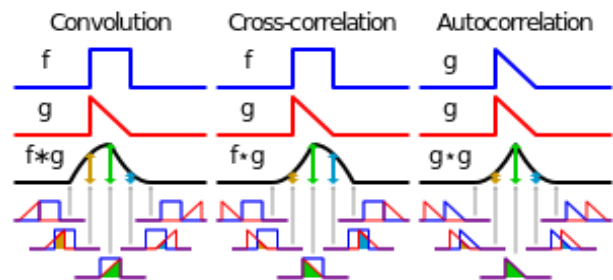 Convolution Cross-correlation Autocorrelation
f f g
g g g
f∗g f⋆g g⋆g